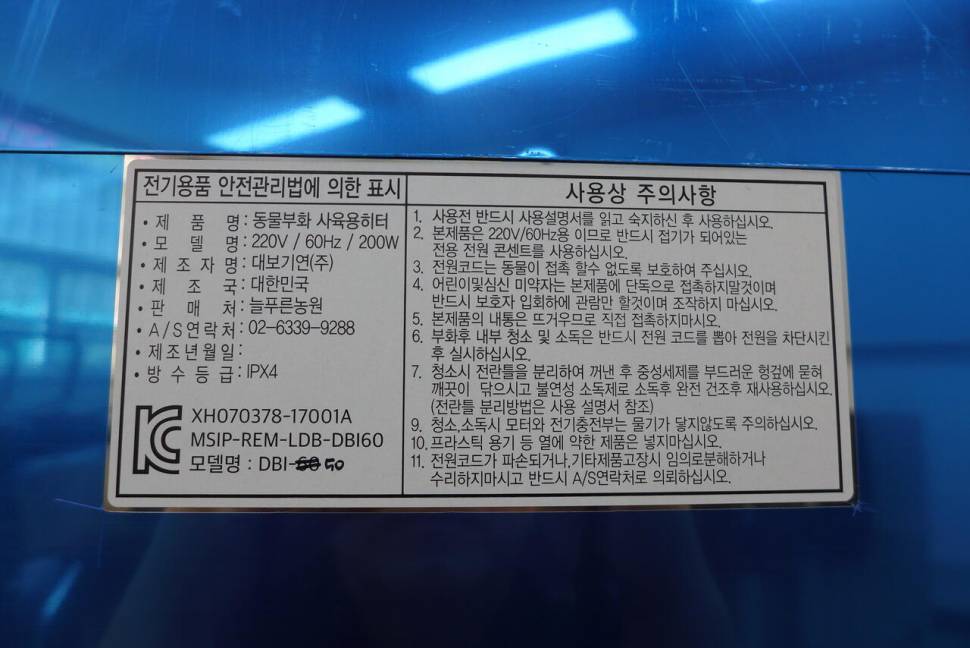 전기용품 안전관리법에 의한 표시
• 제 품 명 : 동물부화 사육용히터
• 모 델 명 : 220V / 60Hz / 200W
• 제 조 자 명 : 대보기연(주)
• 제 조 국 : 대한민국
• 판 매 처 : 늘푸른농원
• A/S연락처 : 02-6339-9288
• 제조년월일 :
• 방 수 등 급 : IPX4
XH070378-17001A
MSIP-REM-LDB-DBI60
모델명 : DBI-60 50
사용상 주의사항
1. 사용전 반드시 사용설명서를 읽고 숙지하신 후 사용하십시오.
2. 본제품은 220V/60Hz용 이므로 반드시 접기가 되어있는
전용 전원 콘센트를 사용하십시오.
3. 전원코드는 동물이 접촉 할수 없도록 보호하여 주십시오.
4. 어린이및심신 미약자는 본제품에 단독으로 접촉하지말것이며
반드시 보호자 입회하에 관람만 할것이며 조작하지 마십시오.
5. 본제품의 내통은 뜨거우므로 직접 접촉하지마시오.
6. 부화후 내부 청소 및 소독은 반드시 전원 코드를 뽑아 전원을 차단시킨
후 실시하십시오.
7. 청소시 전란틀을 분리하여 꺼낸 후 중성세제를 부드러운 헝겊에 묻혀
깨끗이 닦으시고 불연성 소독제로 소독후 완전 건조후 재사용하십시오.
(전란틀 분리방법은 사용 설명서 참조)
9. 청소.소독시 모터와 전기충전부는 물기가 닿지않도록 주의하십시오.
10. 프라스틱 용기 등 열에 약한 제품은 넣지마십시오.
11. 전원코드가 파손되거나,기타제품고장시 임의로분해하거나
수리하지마시고 반드시 A/S연락처로 의뢰하십시오.